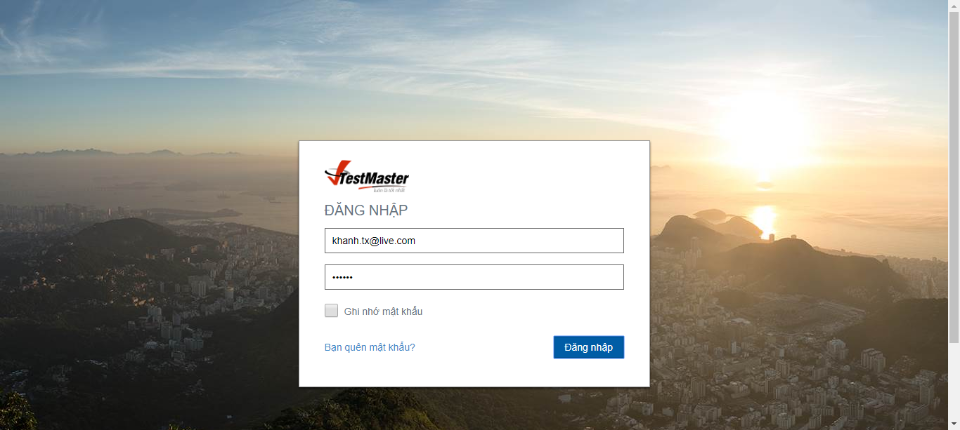 TestMaster
ĐĂNG NHẬP
khanh.tx@live.com
••••••
Ghi nhớ mật khẩu
Bạn quên mật khẩu?
Đăng nhập